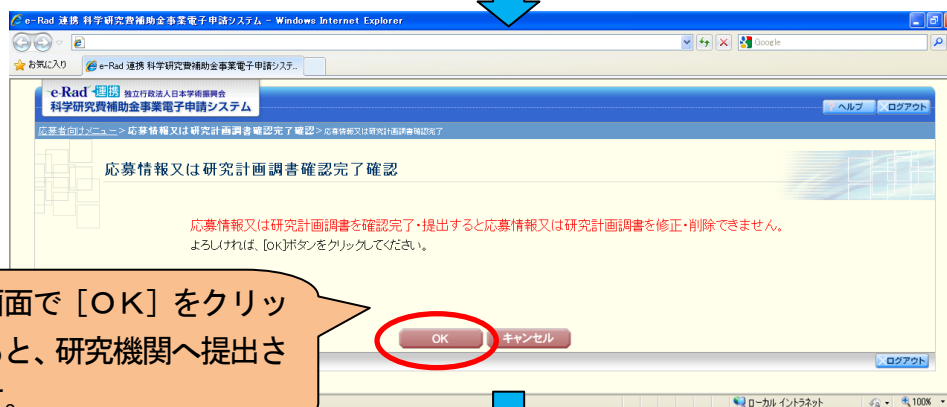 e-Rad 連携 科学研究費補助金事業電子申請システム - Windows Internet Explorer
Google
お気に入り
e-Rad 連携 科学研究費補助金事業電子申請システ...
e-Rad 連携 独立行政法人日本学術振興会
科学研究費補助金事業電子申請システム
ヘルプ
ログアウト
応募者向けメニュー > 応募情報又は研究計画調書確認完了確認 > 応募情報又は研究計画調書確認完了
応募情報又は研究計画調書確認完了確認
応募情報又は研究計画調書を確認完了・提出すると応募情報又は研究計画調書を修正・削除できません。
よろしければ、[OK]ボタンをクリックしてください。
面で［ＯＫ］をクリッ
と、研究機関へ提出さ
。
OK
キャンセル
ログアウト
ローカル イントラネット
100%